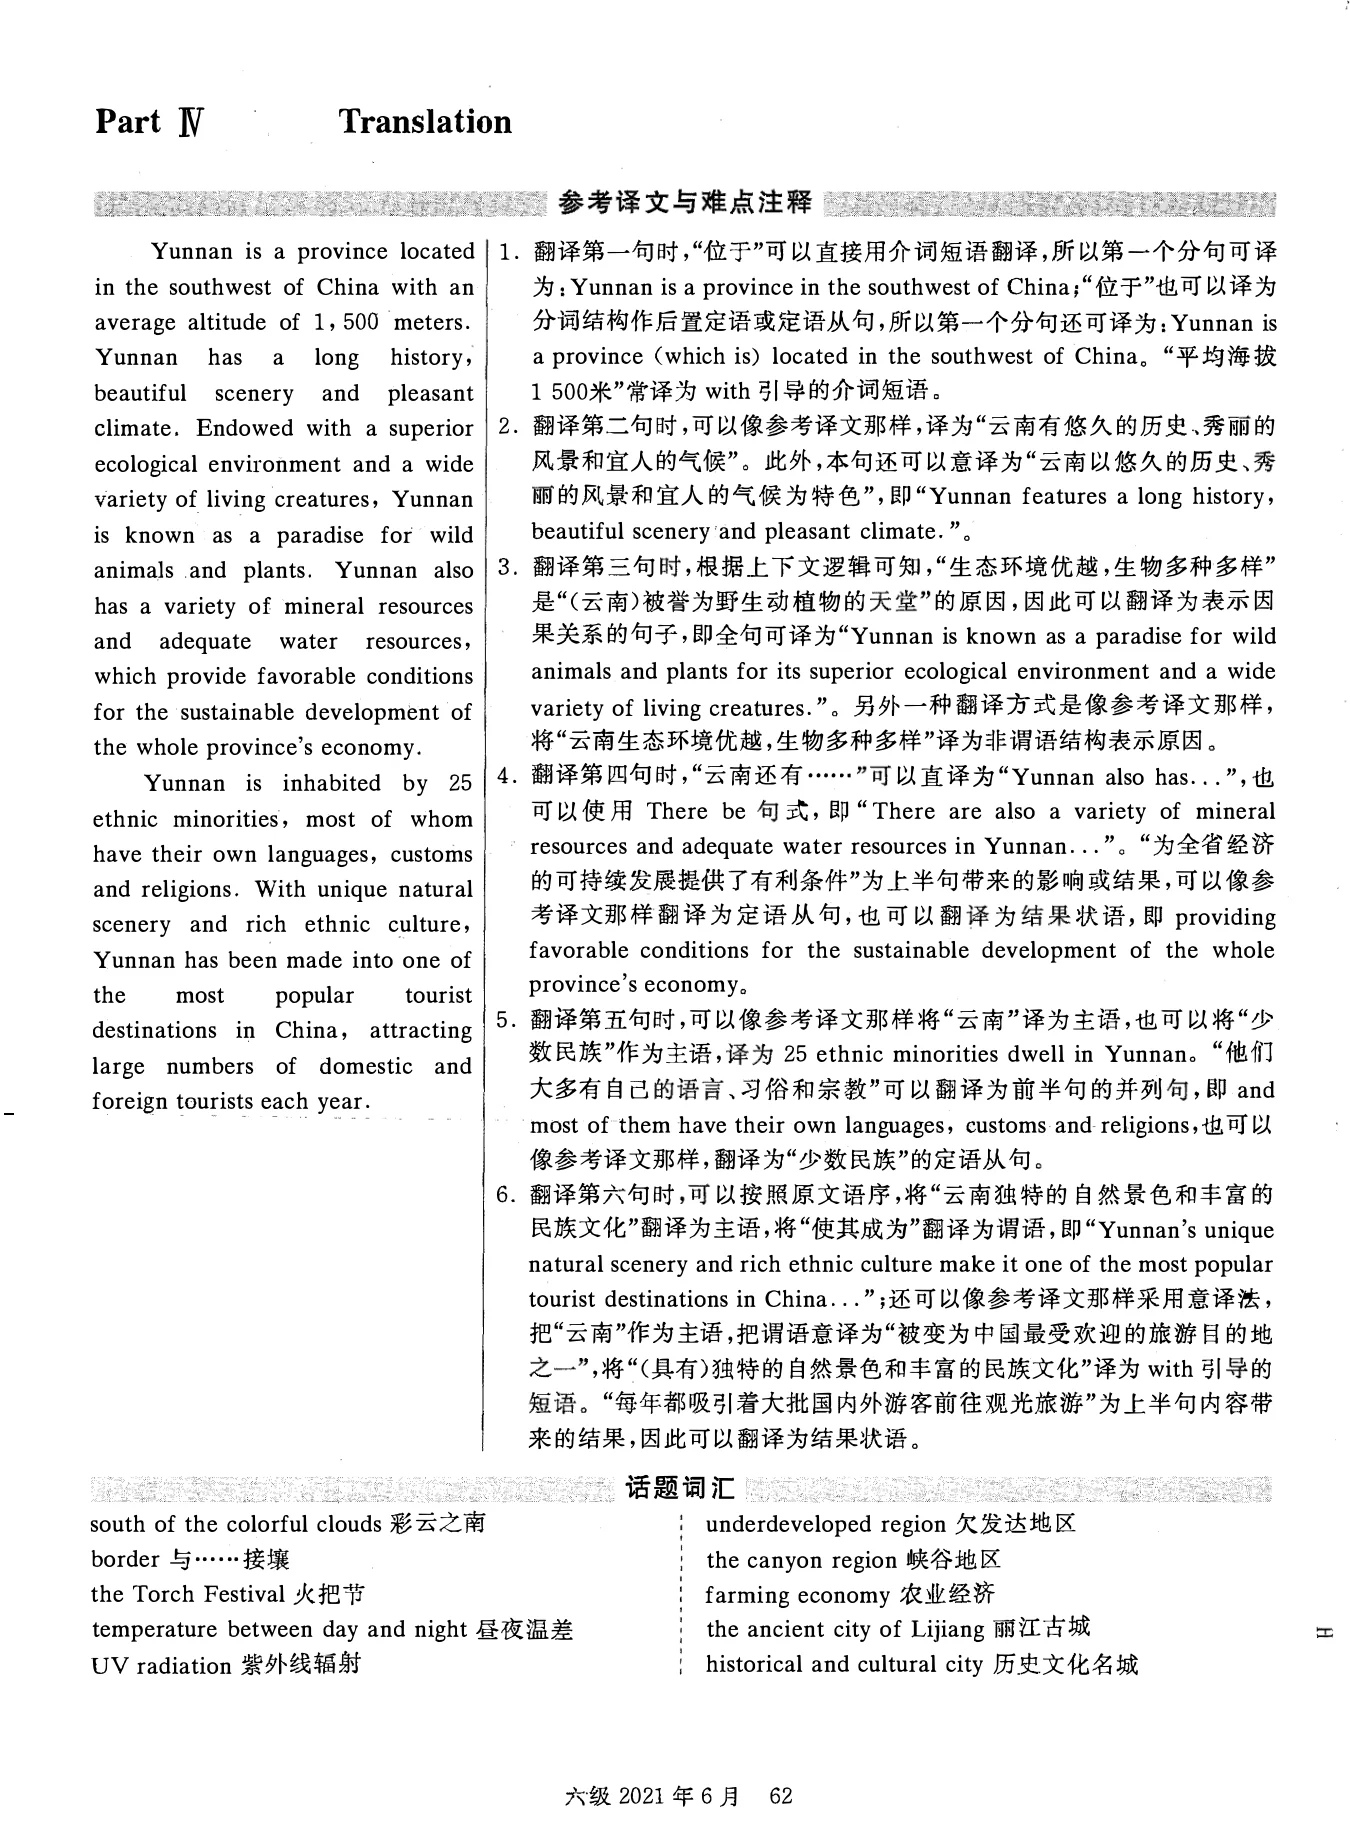 Part Ⅳ Translation
参考译文与难点注释
Yunnan is a province located
in the southwest of China with an
average altitude of 1,500 meters.
Yunnan has a long history,
beautiful scenery and pleasant
climate. Endowed with a superior
ecological environment and a wide
variety of living creatures, Yunnan
is known as a paradise for wild
animals and plants. Yunnan also
has a variety of mineral resources
and adequate water resources,
which provide favorable conditions
for the sustainable development of
the whole province's economy.
Yunnan is inhabited by 25
ethnic minorities, most of whom
have their own languages, customs
and religions. With unique natural
scenery and rich ethnic culture,
Yunnan has been made into one of
the most popular tourist
destinations in China, attracting
large numbers of domestic and
foreign tourists each year.
1. 翻译第一句时,“位于”可以直接用介词短语翻译,所以第一个分句可译
为:Yunnan is a province in the southwest of China;“位于”也可以译为
分词结构作后置定语或定语从句,所以第一个分句还可译为:Yunnan is
a province (which is) located in the southwest of China。“平均海拔
1 500米”常译为 with 引导的介词短语。
2. 翻译第二句时,可以像参考译文那样,译为“云南有悠久的历史、秀丽的
风景和宜人的气候”。此外,本句还可以意译为“云南以悠久的历史、秀
丽的风景和宜人的气候为特色”,即“Yunnan features a long history,
beautiful scenery and pleasant climate.”。
3. 翻译第三句时,根据上下文逻辑可知,“生态环境优越,生物多种多样”
是“(云南)被誉为野生动植物的天堂”的原因,因此可以翻译为表示因
果关系的句子,即全句可译为“Yunnan is known as a paradise for wild
animals and plants for its superior ecological environment and a wide
variety of living creatures.”。另外一种翻译方式是像参考译文那样,
将“云南生态环境优越,生物多种多样”译为非谓语结构表示原因。
4. 翻译第四句时,“云南还有……”可以直译为“Yunnan also has...”,也
可以使用 There be 句式,即“There are also a variety of mineral
resources and adequate water resources in Yunnan...”。“为全省经济
的可持续发展提供了有利条件”为上半句带来的影响或结果,可以像参
考译文那样翻译为定语从句,也可以翻译为结果状语,即 providing
favorable conditions for the sustainable development of the whole
province's economy。
5. 翻译第五句时,可以像参考译文那样将“云南”译为主语,也可以将“少
数民族”作为主语,译为 25 ethnic minorities dwell in Yunnan。“他们
大多有自己的语言、习俗和宗教”可以翻译为前半句的并列句,即 and
most of them have their own languages, customs and religions,也可以
像参考译文那样,翻译为“少数民族”的定语从句。
6. 翻译第六句时,可以按照原文语序,将“云南独特的自然景色和丰富的
民族文化”翻译为主语,将“使其成为”翻译为谓语,即“Yunnan's unique
natural scenery and rich ethnic culture make it one of the most popular
tourist destinations in China...”;还可以像参考译文那样采用意译法,
把“云南”作为主语,把谓语意译为“被变为中国最受欢迎的旅游目的地
之一”,将“(具有)独特的自然景色和丰富的民族文化”译为 with 引导的
短语。“每年都吸引着大批国内外游客前往观光旅游”为上半句内容带
来的结果,因此可以翻译为结果状语。
话题词汇
south of the colorful clouds 彩云之南
border 与……接壤
the Torch Festival 火把节
temperature between day and night 昼夜温差
UV radiation 紫外线辐射
underdeveloped region 欠发达地区
the canyon region 峡谷地区
farming economy 农业经济
the ancient city of Lijiang 丽江古城
historical and cultural city 历史文化名城
六级 2021 年 6 月 62